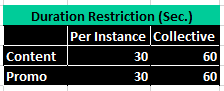 Duration Restriction (Sec.)
Per Instance Collective
Content 30 60
Promo 30 60